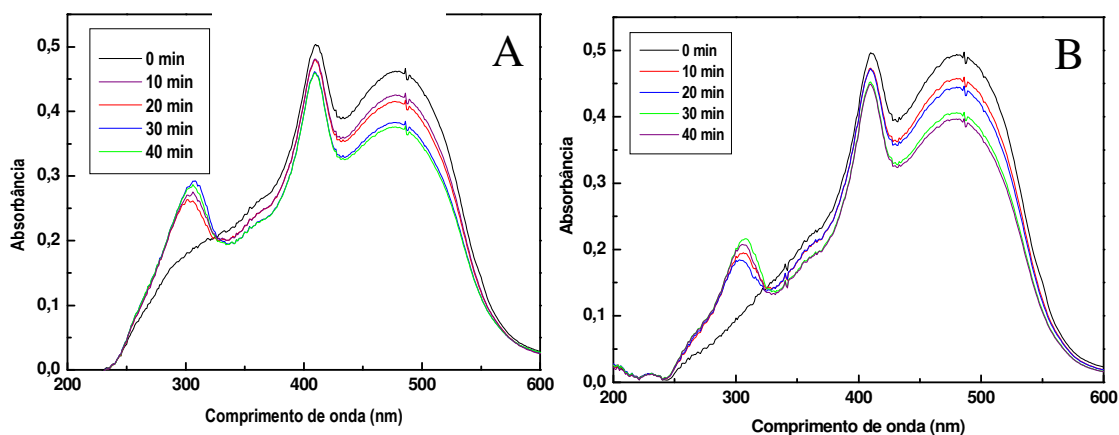 A
0 min
10 min
20 min
30 min
40 min
0,5
0,4
0,3
0,2
0,1
0,0
Absorbância
200
300
400
500
600
Comprimento de onda (nm)
B
0 min
10 min
20 min
30 min
40 min
0,5
0,4
0,3
0,2
0,1
0,0
Absorbância
200
300
400
500
600
Comprimento de onda (nm)